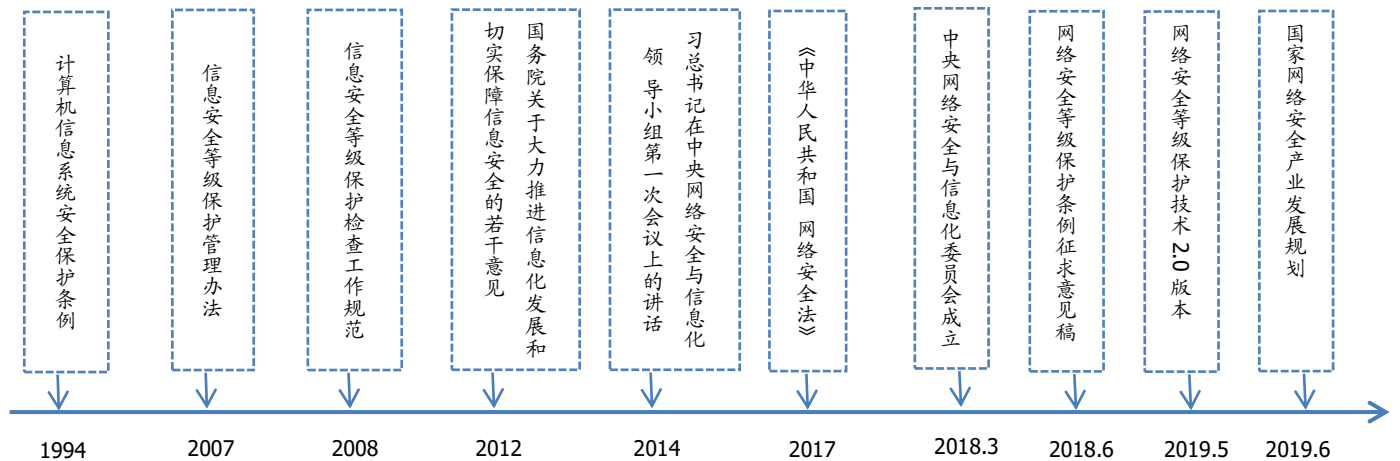 计算机信息系统安全保护条例
信息安全等级保护管理办法
信息安全等级保护检查工作规范
国务院关于大力推进信息化发展和
切实保障信息安全的若干意见
习总书记在中央网络安全与信息化
领 导小组第一次会议上的讲话
《中华人民共和国 网络安全法》
中央网络安全与信息化委员会成立
网络安全等级保护条例征求意见稿
网络安全等级保护技术 2.0 版本
国家网络安全产业发展规划
1994
2007
2008
2012
2014
2017
2018.3
2018.6
2019.5
2019.6